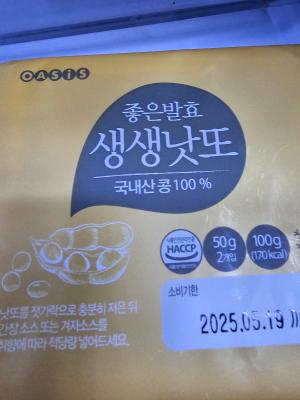 OASIS
좋은발효
생생낫또
국내산 콩 100 %
HACCP
50g
2개입
100g
(170 kcal)
소비기한
2025.05.19
낫또를 젓가락으로 충분히 저은 뒤
간장 소스 또는 겨자소스를
취향에 따라 적당량 넣어드세요.